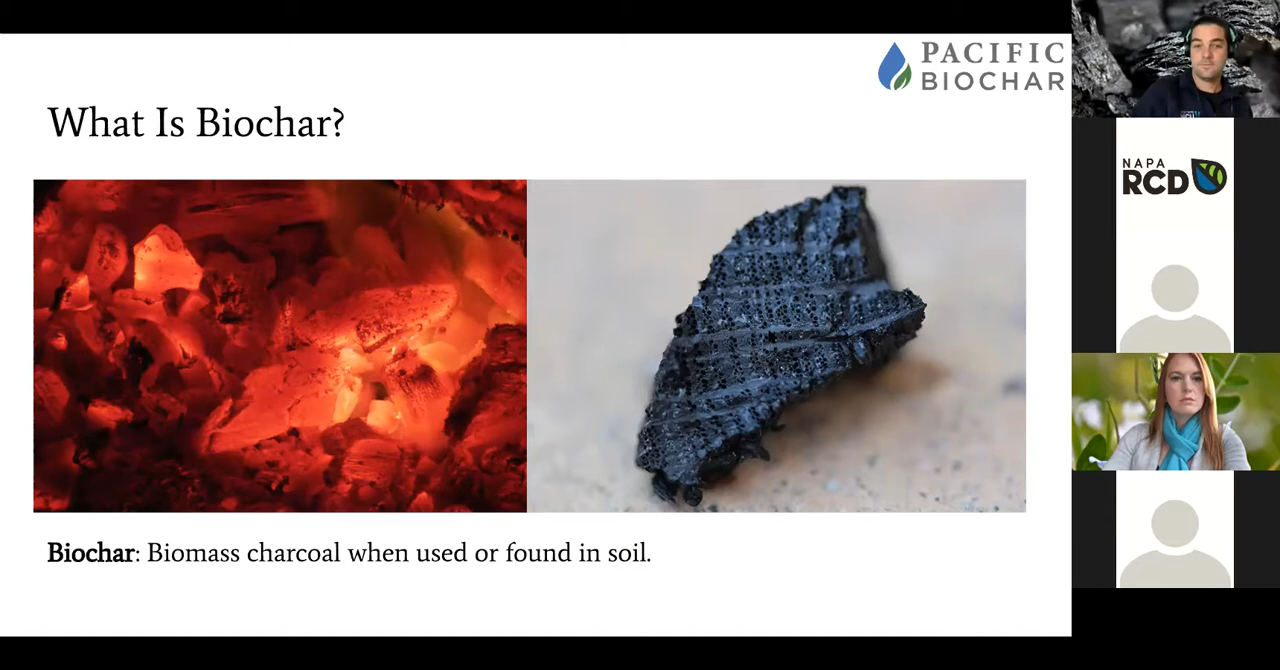 PACIFIC
BIOCHAR
What Is Biochar?
Biochar: Biomass charcoal when used or found in soil.
NAPA
RCD